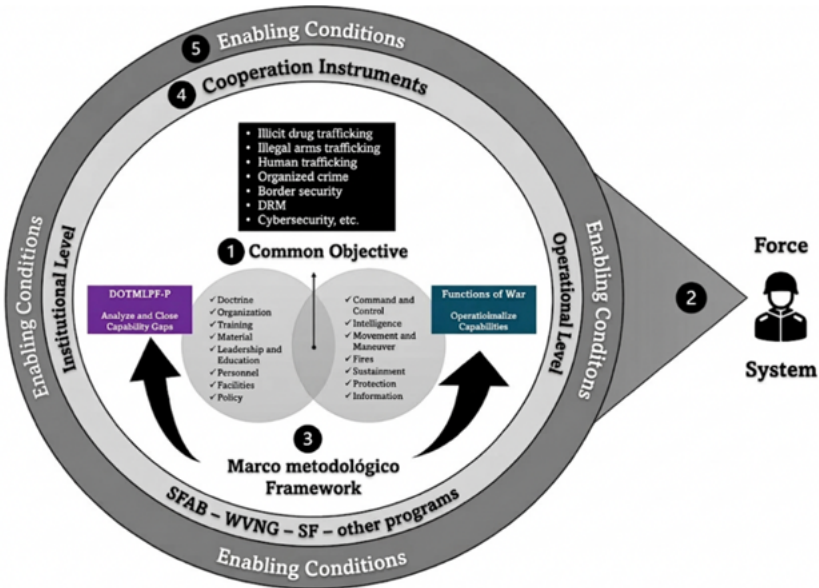 5 Enabling Conditions
4 Cooperation Instruments
• Illicit drug trafficking
• Illegal arms trafficking
• Human trafficking
• Organized crime
• Border security
• DRM
• Cybersecurity, etc.
1 Common Objective
Enabling Conditions
Institutional Level
DOTMLPF-P
Analyze and Close
Capability Gaps
✓ Doctrine
✓ Organization
✓ Training
✓ Material
✓ Leadership and
Education
✓ Personnel
✓ Facilities
✓ Policy
✓ Command and
Control
✓ Intelligence
✓ Movement and
Maneuver
✓ Fires
✓ Sustainment
✓ Protection
✓ Information
Functions of War
Operatioinalize
Capabilities
Operational Level
Enabling Conditions
2
Force
System
3
Marco metodológico
Framework
SFAB – WVNG – SF – other programs
Enabling Conditions